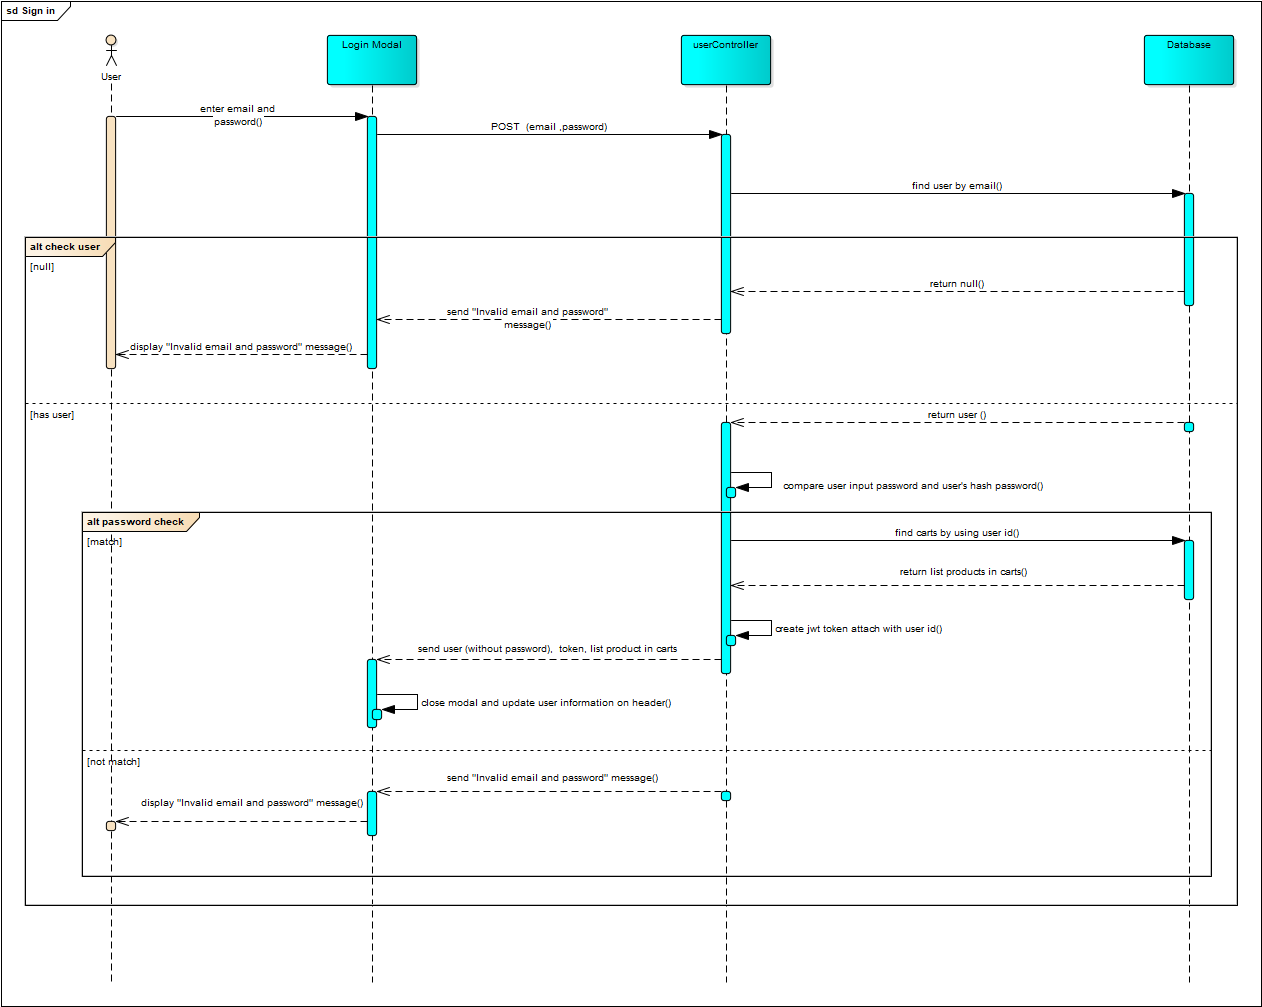 sd Sign in
User
Login Modal
userController
Database
enter email and
password()
POST  (email ,password)
find user by email()
alt check user
[null]
return null()
send "Invalid email and password"
message()
display "Invalid email and password" message()
[has user]
return user ()
compare user input password and user's hash password()
alt password check
[match]
find carts by using user id()
return list products in carts()
create jwt token attach with user id()
send user (without password),  token, list product in carts
close modal and update user information on header()
[not match]
send "Invalid email and password" message()
display "Invalid email and password" message()